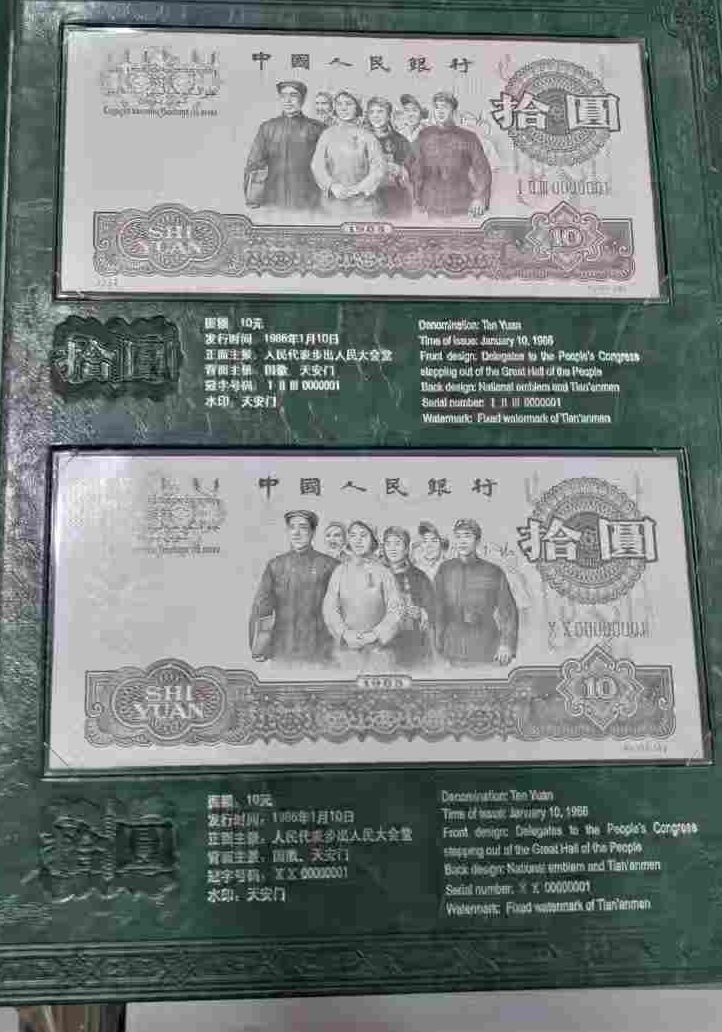 中國人民銀行
拾圓
SHI YUAN
1965
10
拾圓
面额：10元
发行时间：1966年1月10日
正面主景：人民代表步出人民大会堂
背面主景：国徽、天安门
冠字号码：I II III 0000001
水印：天安门
Denomination: Ten Yuan
Time of issue: January 10, 1966
Front design: Delegates to the People's Congress
stepping out of the Great Hall of the People
Back design: National emblem and Tian'anmen
Serial number: I II III 0000001
Watermark: Fixed watermark of Tian'anmen
中國人民銀行
拾圓
SHI YUAN
1965
10
拾圓
面额：10元
发行时间：1966年1月10日
正面主景：人民代表步出人民大会堂
背面主景：国徽、天安门
冠字号码：X X 00000001
水印：天安门
Denomination: Ten Yuan
Time of issue: January 10, 1966
Front design: Delegates to the People's Congress
stepping out of the Great Hall of the People
Back design: National emblem and Tian'anmen
Serial number: X X 00000001
Watermark: Fixed watermark of Tian'anmen